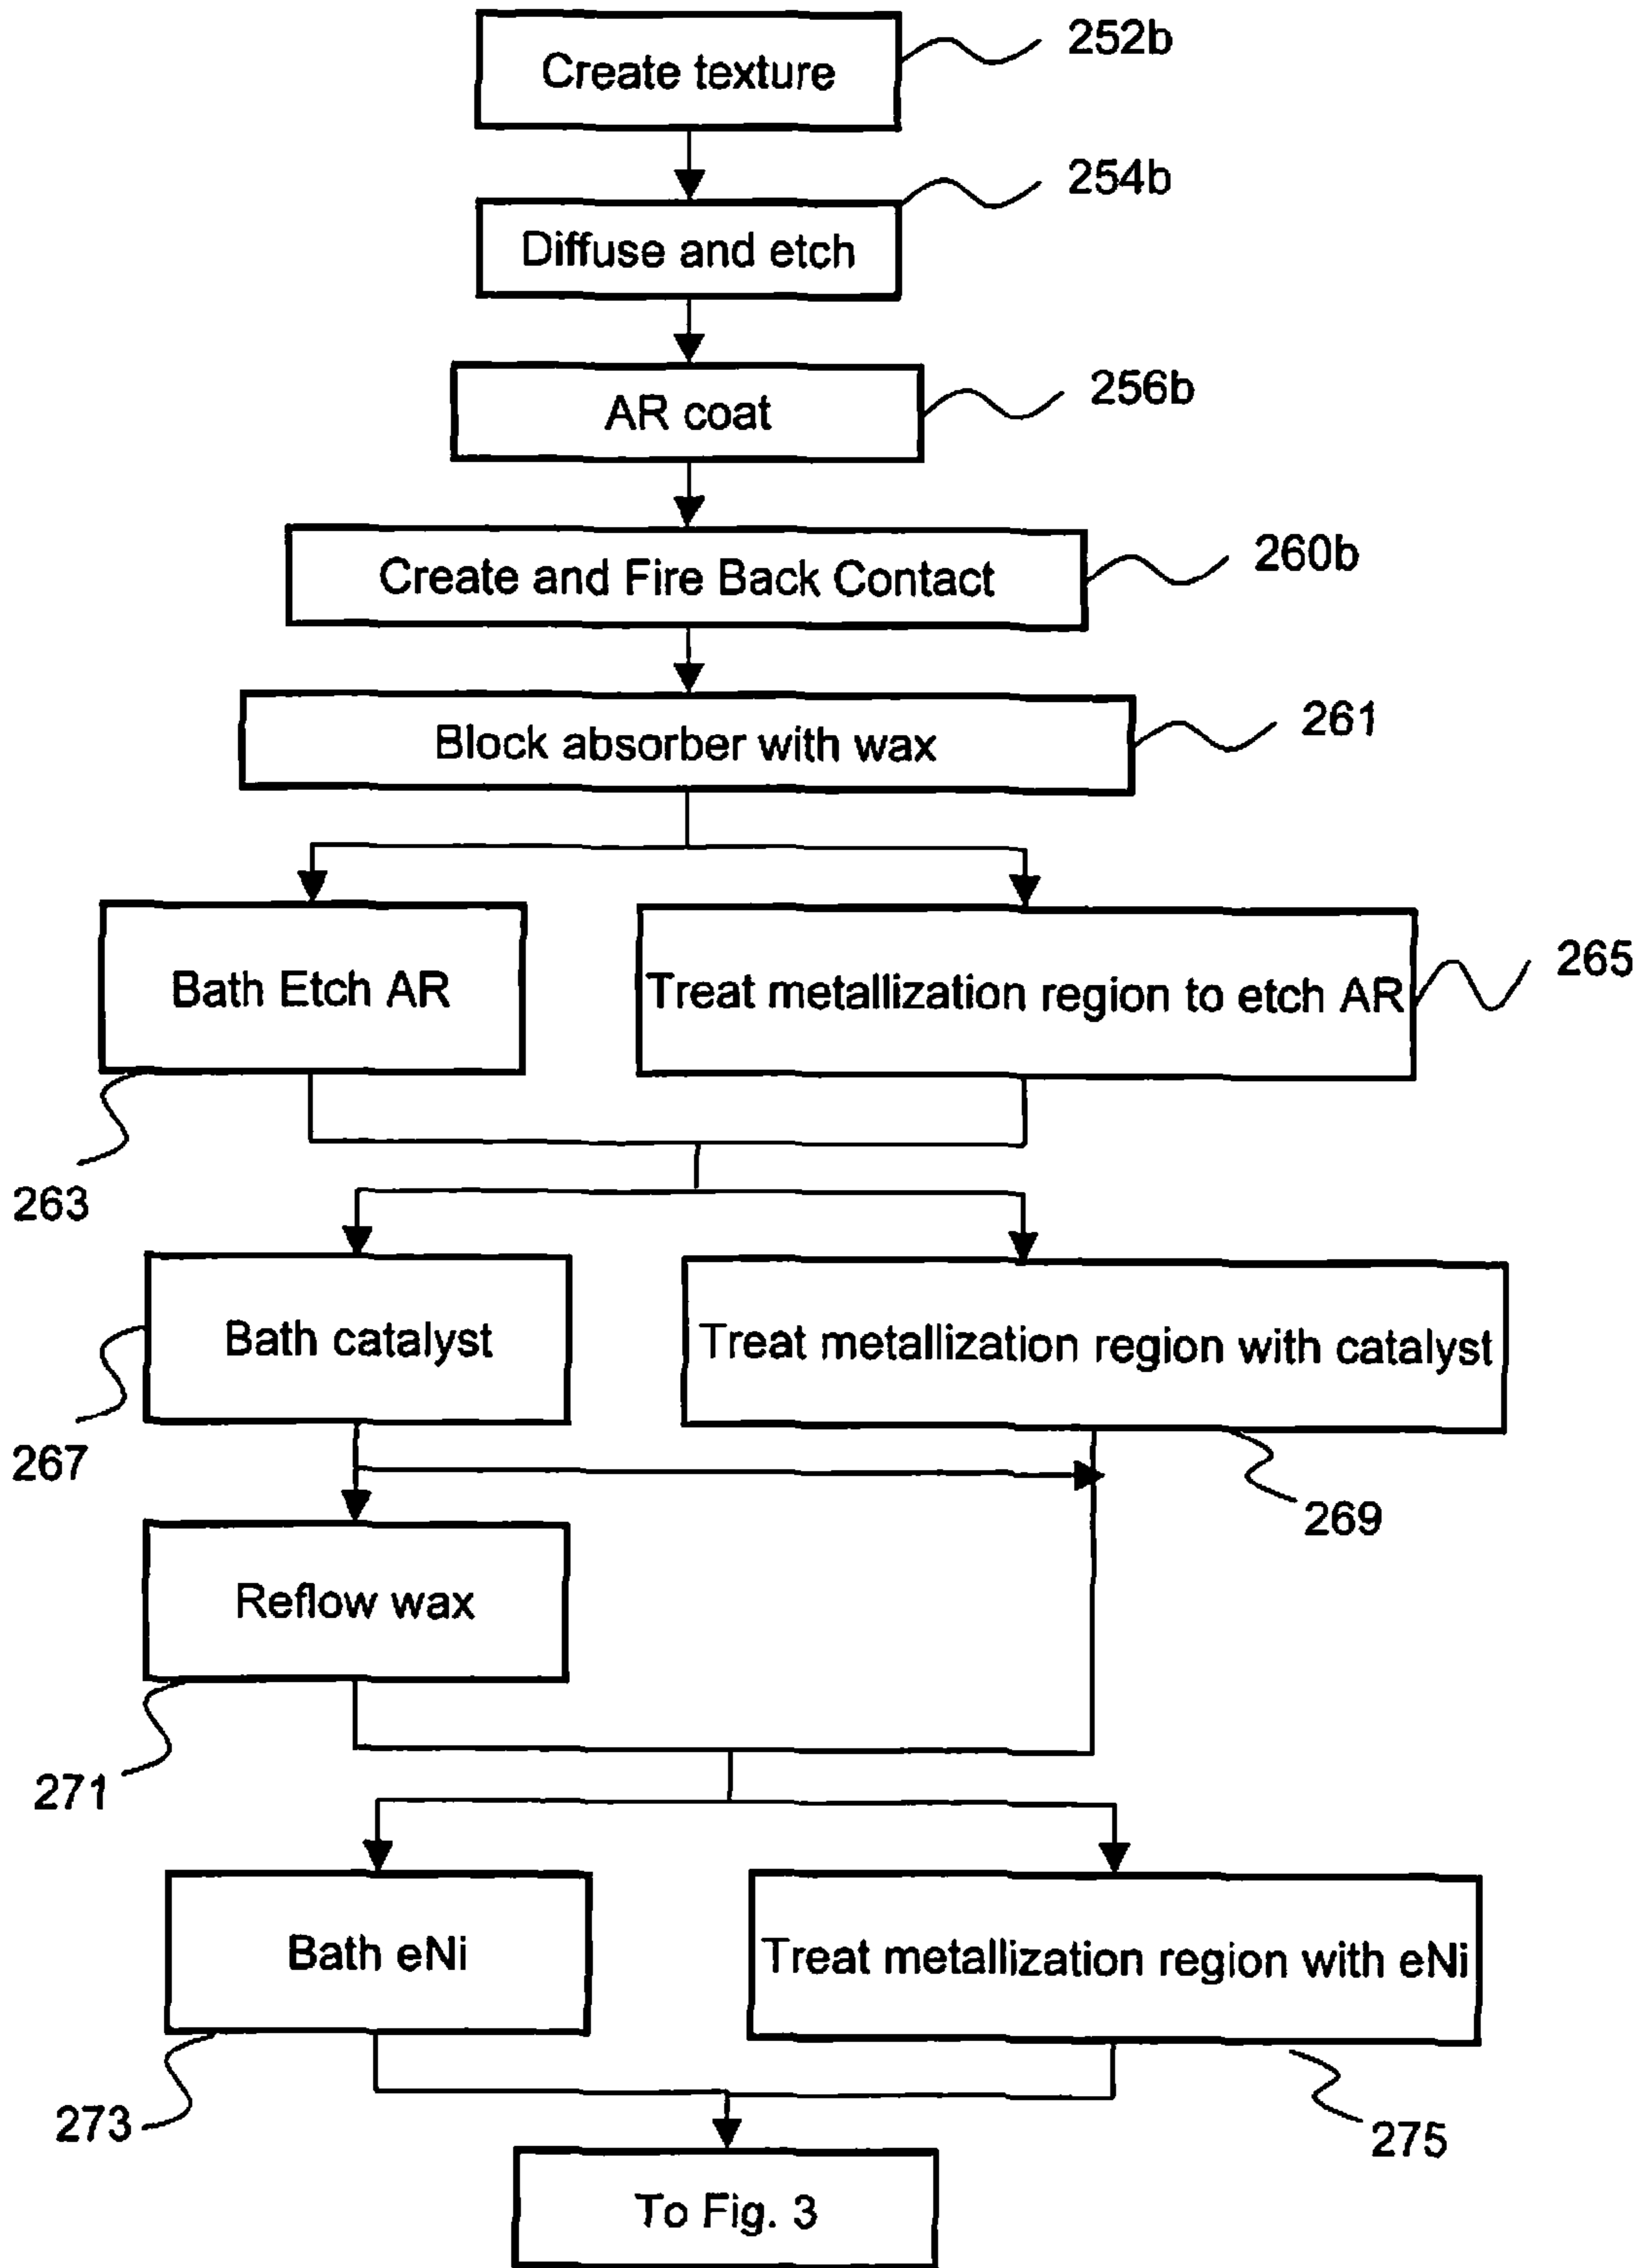 Create texture
252b
Diffuse and etch
254b
AR coat
256b
Create and Fire Back Contact
260b
Block absorber with wax
261
Bath Etch AR
263
Treat metallization region to etch AR
265
Bath catalyst
267
Treat metallization region with catalyst
269
Reflow wax
271
Bath eNi
273
Treat metallization region with eNi
275
To Fig. 3